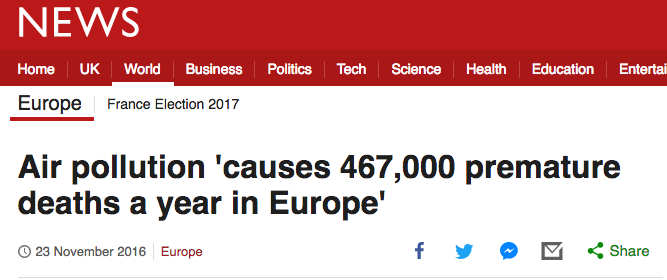 NEWS
Home UK World Business Politics Tech Science Health Education Entertai
Europe France Election 2017
Air pollution 'causes 467,000 premature
deaths a year in Europe'
23 November 2016 Europe Share